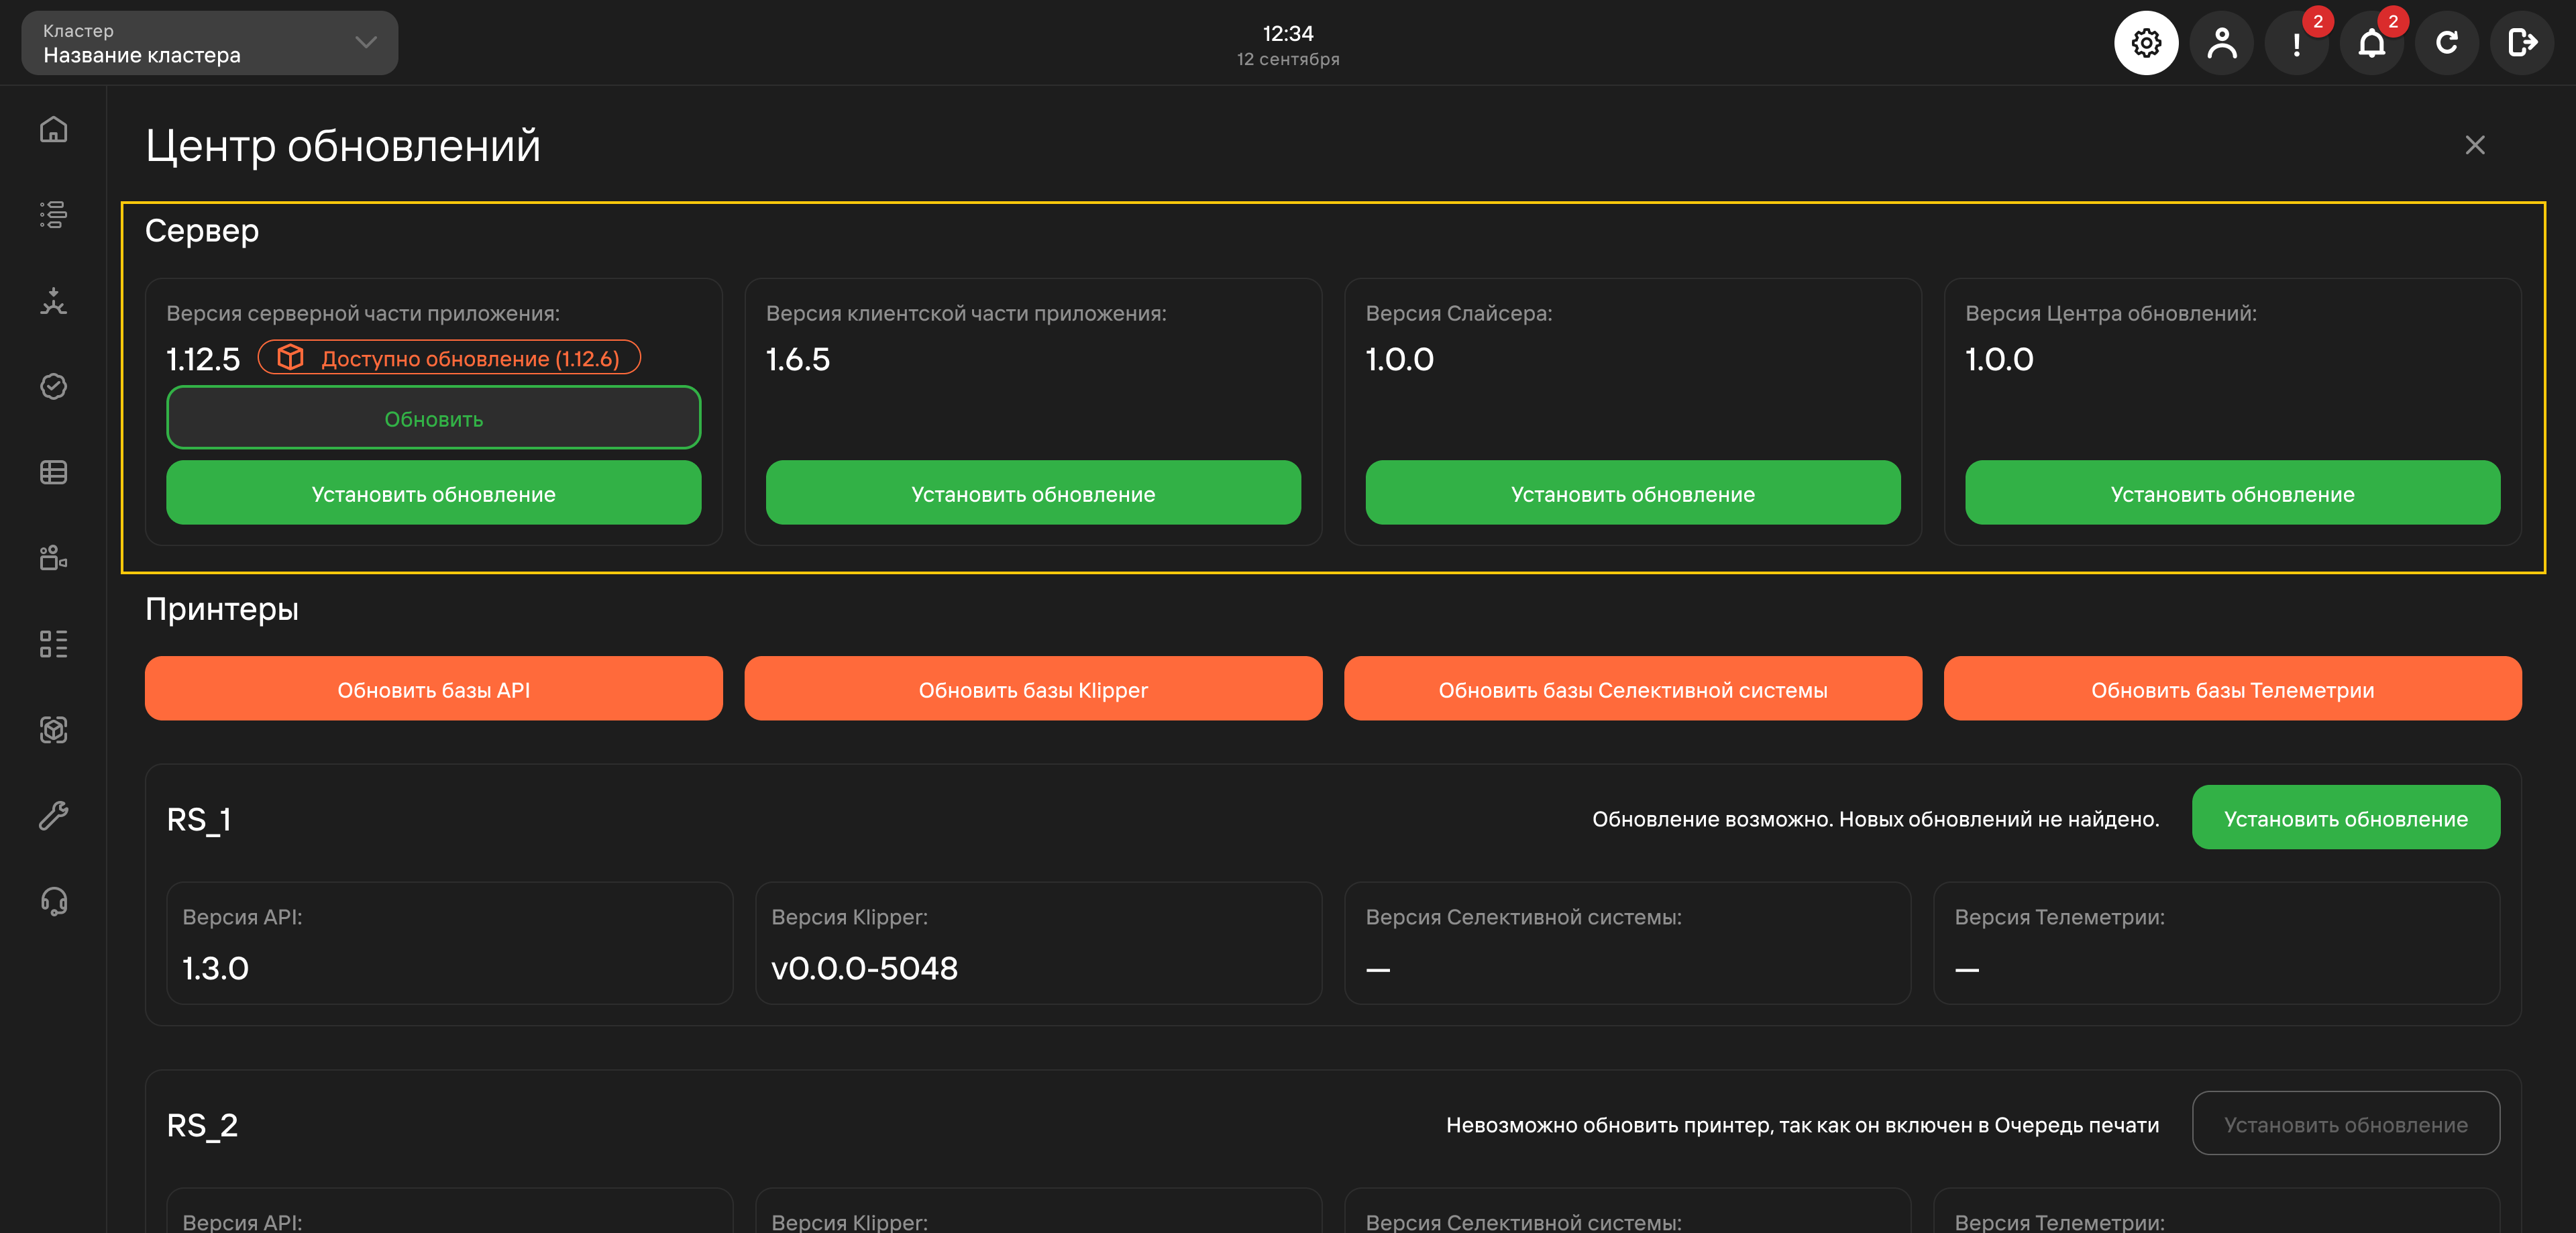 Кластер
Название кластера
12:34
12 сентября
!
2
2
Центр обновлений
Сервер
Версия серверной части приложения:
1.12.5
Доступно обновление (1.12.6)
Обновить
Установить обновление
Версия клиентской части приложения:
1.6.5
Установить обновление
Версия Слайсера:
1.0.0
Установить обновление
Версия Центра обновлений:
1.0.0
Установить обновление
Принтеры
Обновить базы API
Обновить базы Klipper
Обновить базы Селективной системы
Обновить базы Телеметрии
RS_1
Обновление возможно. Новых обновлений не найдено.
Установить обновление
Версия API:
1.3.0
Версия Klipper:
v0.0.0-5048
Версия Селективной системы:
—
Версия Телеметрии:
—
RS_2
Невозможно обновить принтер, так как он включен в Очередь печати
Установить обновление
Версия API:
Версия Klipper:
Версия Селективной системы:
Версия Телеметрии: